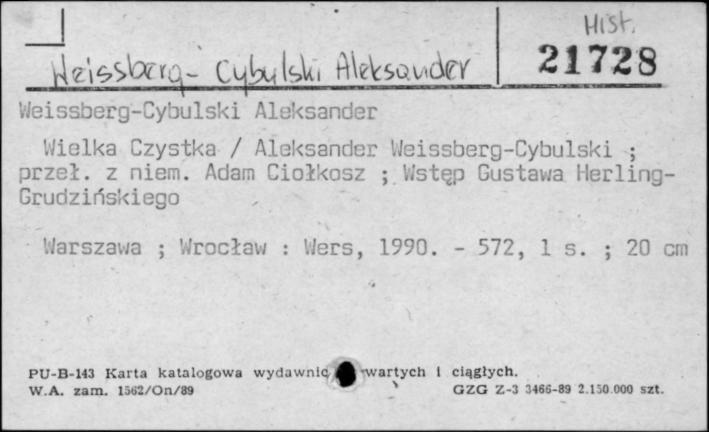 Hist.
21728
Weissberg- Cybulski Aleksander
Weissberg-Cybulski Aleksander
Wielka Czystka / Aleksander Weissberg-Cybulski ;
przeł. z niem. Adam Ciołkosz ; Wstęp Gustawa Herling-
Grudzińskiego
Warszawa ; Wrocław : Wers, 1990. - 572, 1 s. ; 20 cm
PU-B-143 Karta katalogowa wydawnic wartych i ciągłych.
W.A. zam. 1562/On/89 GZG Z-3 3466-89 2.150.000 szt.